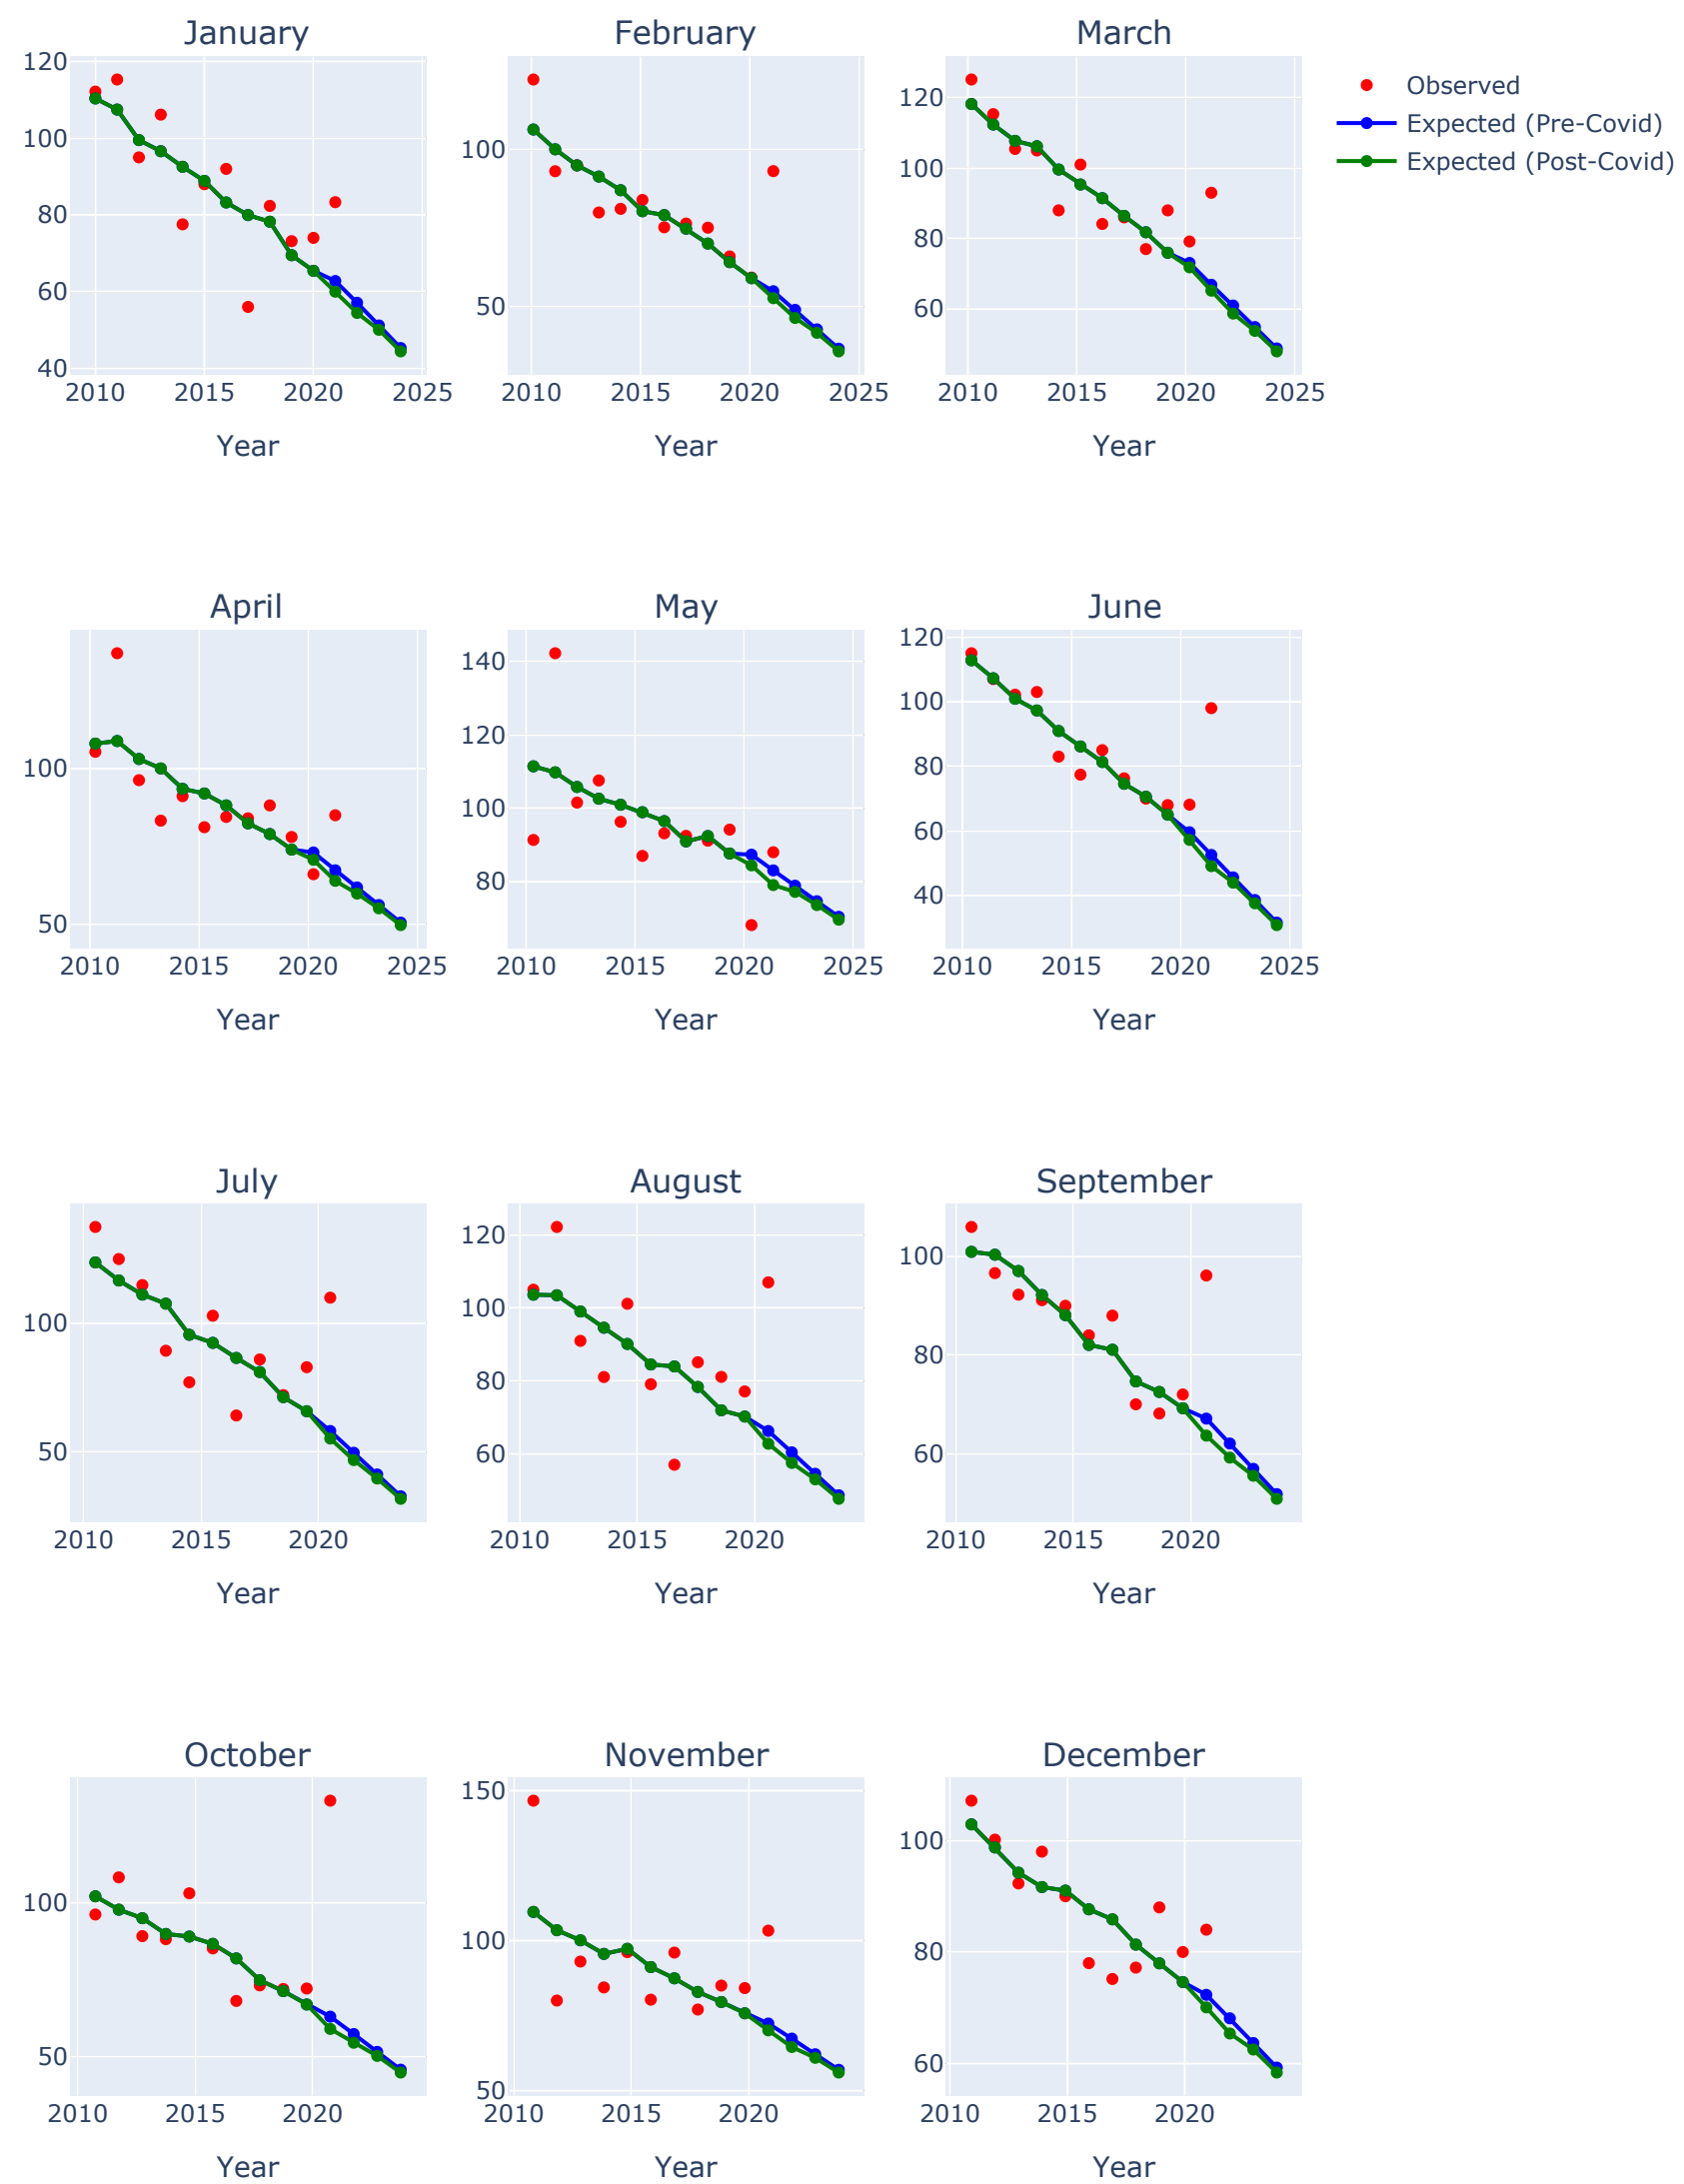 January February March
120
100
80
60
40
2010 2015 2020 2025
Year
100
50
2010 2015 2020 2025
Year
120
100
80
60
2010 2015 2020 2025
Year
Observed
Expected (Pre-Covid)
Expected (Post-Covid)
April May June
100
50
2010 2015 2020 2025
Year
140
120
100
80
2010 2015 2020 2025
Year
120
100
80
60
40
2010 2015 2020 2025
Year
July August September
100
50
2010 2015 2020
Year
120
100
80
60
2010 2015 2020
Year
100
80
60
2010 2015 2020
Year
October November December
100
50
2010 2015 2020
Year
150
100
50
2010 2015 2020
Year
100
80
60
2010 2015 2020
Year